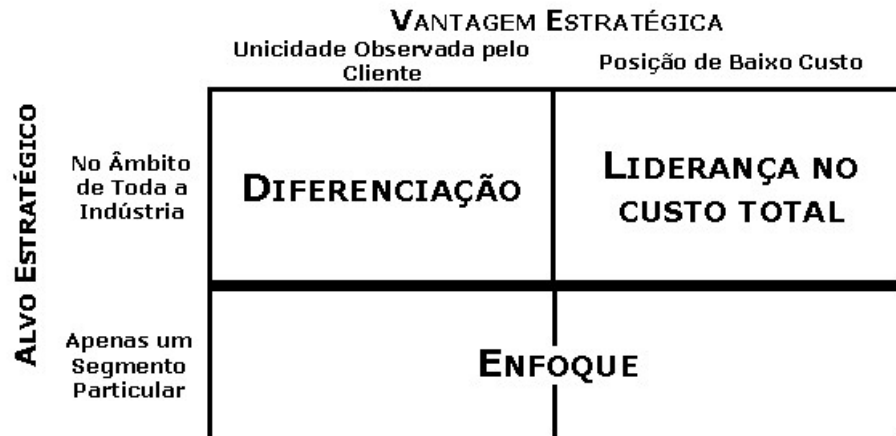 VANTAGEM ESTRATÉGICA
Unicidade Observada pelo
Cliente
Posição de Baixo Custo
ALVO ESTRATÉGICO
No Âmbito
de Toda a
Indústria
DIFERENCIAÇÃO
LIDERANÇA NO
CUSTO TOTAL
Apenas um
Segmento
Particular
ENFOQUE